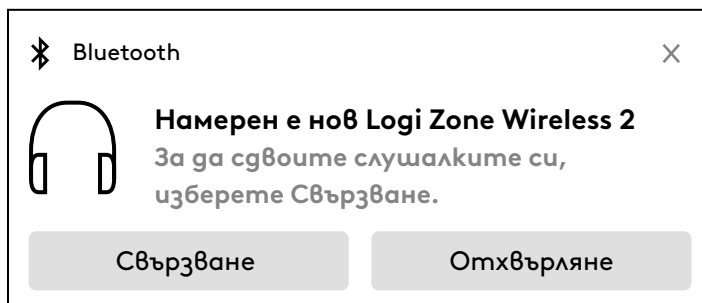 Bluetooth
Намерен е нов Logi Zone Wireless 2
За да сдвоите слушалките си,
изберете Свързване.
Свързване
Отхвърляне